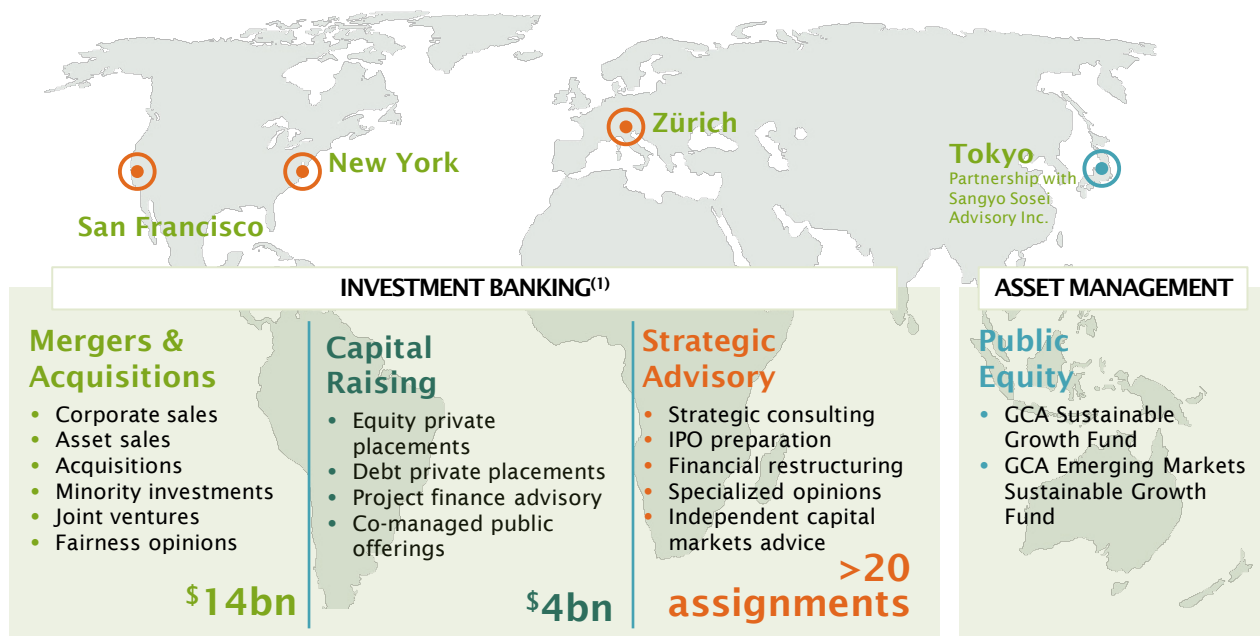 Zürich
New York
San Francisco
Tokyo
Partnership with
Sangyo Sosei
Advisory Inc.
INVESTMENT BANKING(1)
Mergers &
Acquisitions
• Corporate sales
• Asset sales
• Acquisitions
• Minority investments
• Joint ventures
• Fairness opinions
$14bn
Capital
Raising
• Equity private
placements
• Debt private placements
• Project finance advisory
• Co-managed public
offerings
$4bn
Strategic
Advisory
• Strategic consulting
• IPO preparation
• Financial restructuring
• Specialized opinions
• Independent capital
markets advice
>20
assignments
ASSET MANAGEMENT
Public
Equity
• GCA Sustainable
Growth Fund
• GCA Emerging Markets
Sustainable Growth
Fund